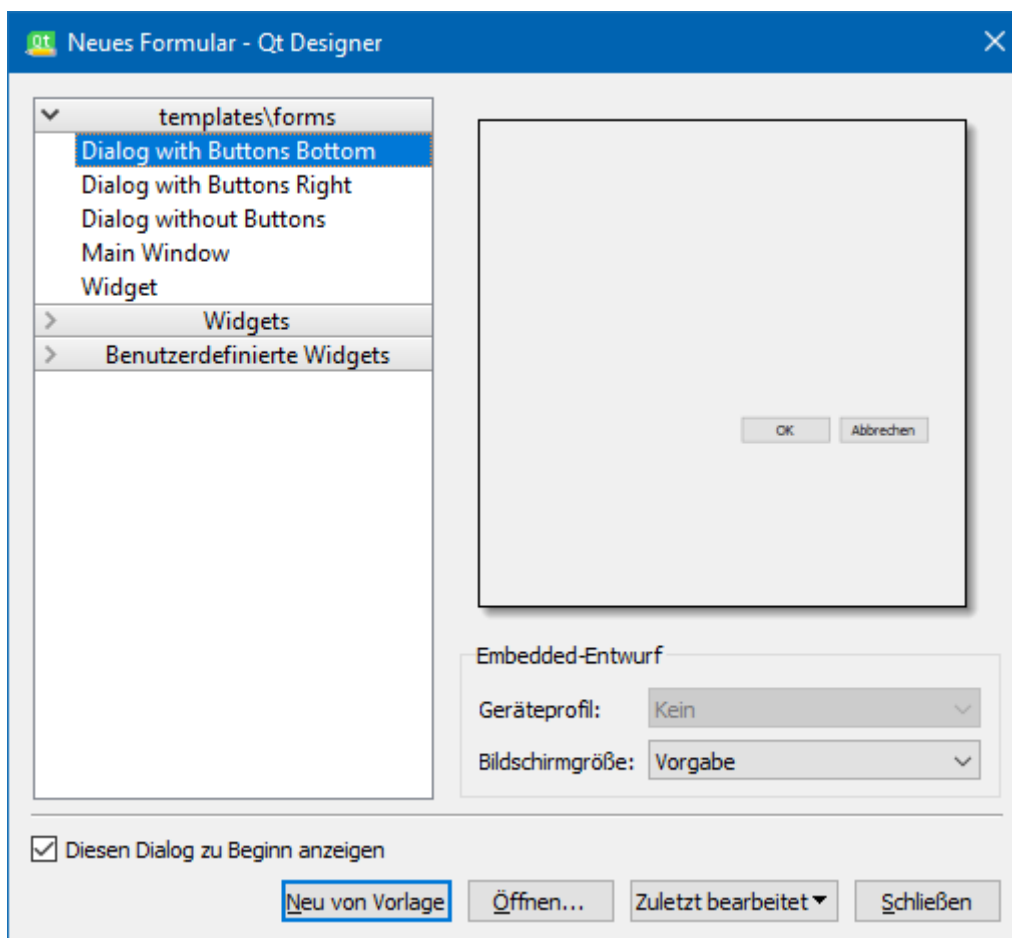 Qt Neues Formular - Qt Designer
templates\forms
Dialog with Buttons Bottom
Dialog with Buttons Right
Dialog without Buttons
Main Window
Widget
Widgets
Benutzerdefinierte Widgets
OK Abbrechen
Embedded-Entwurf
Geräteprofil: Kein
Bildschirmgröße: Vorgabe
Diesen Dialog zu Beginn anzeigen
Neu von Vorlage Öffnen... Zuletzt bearbeitet Schließen